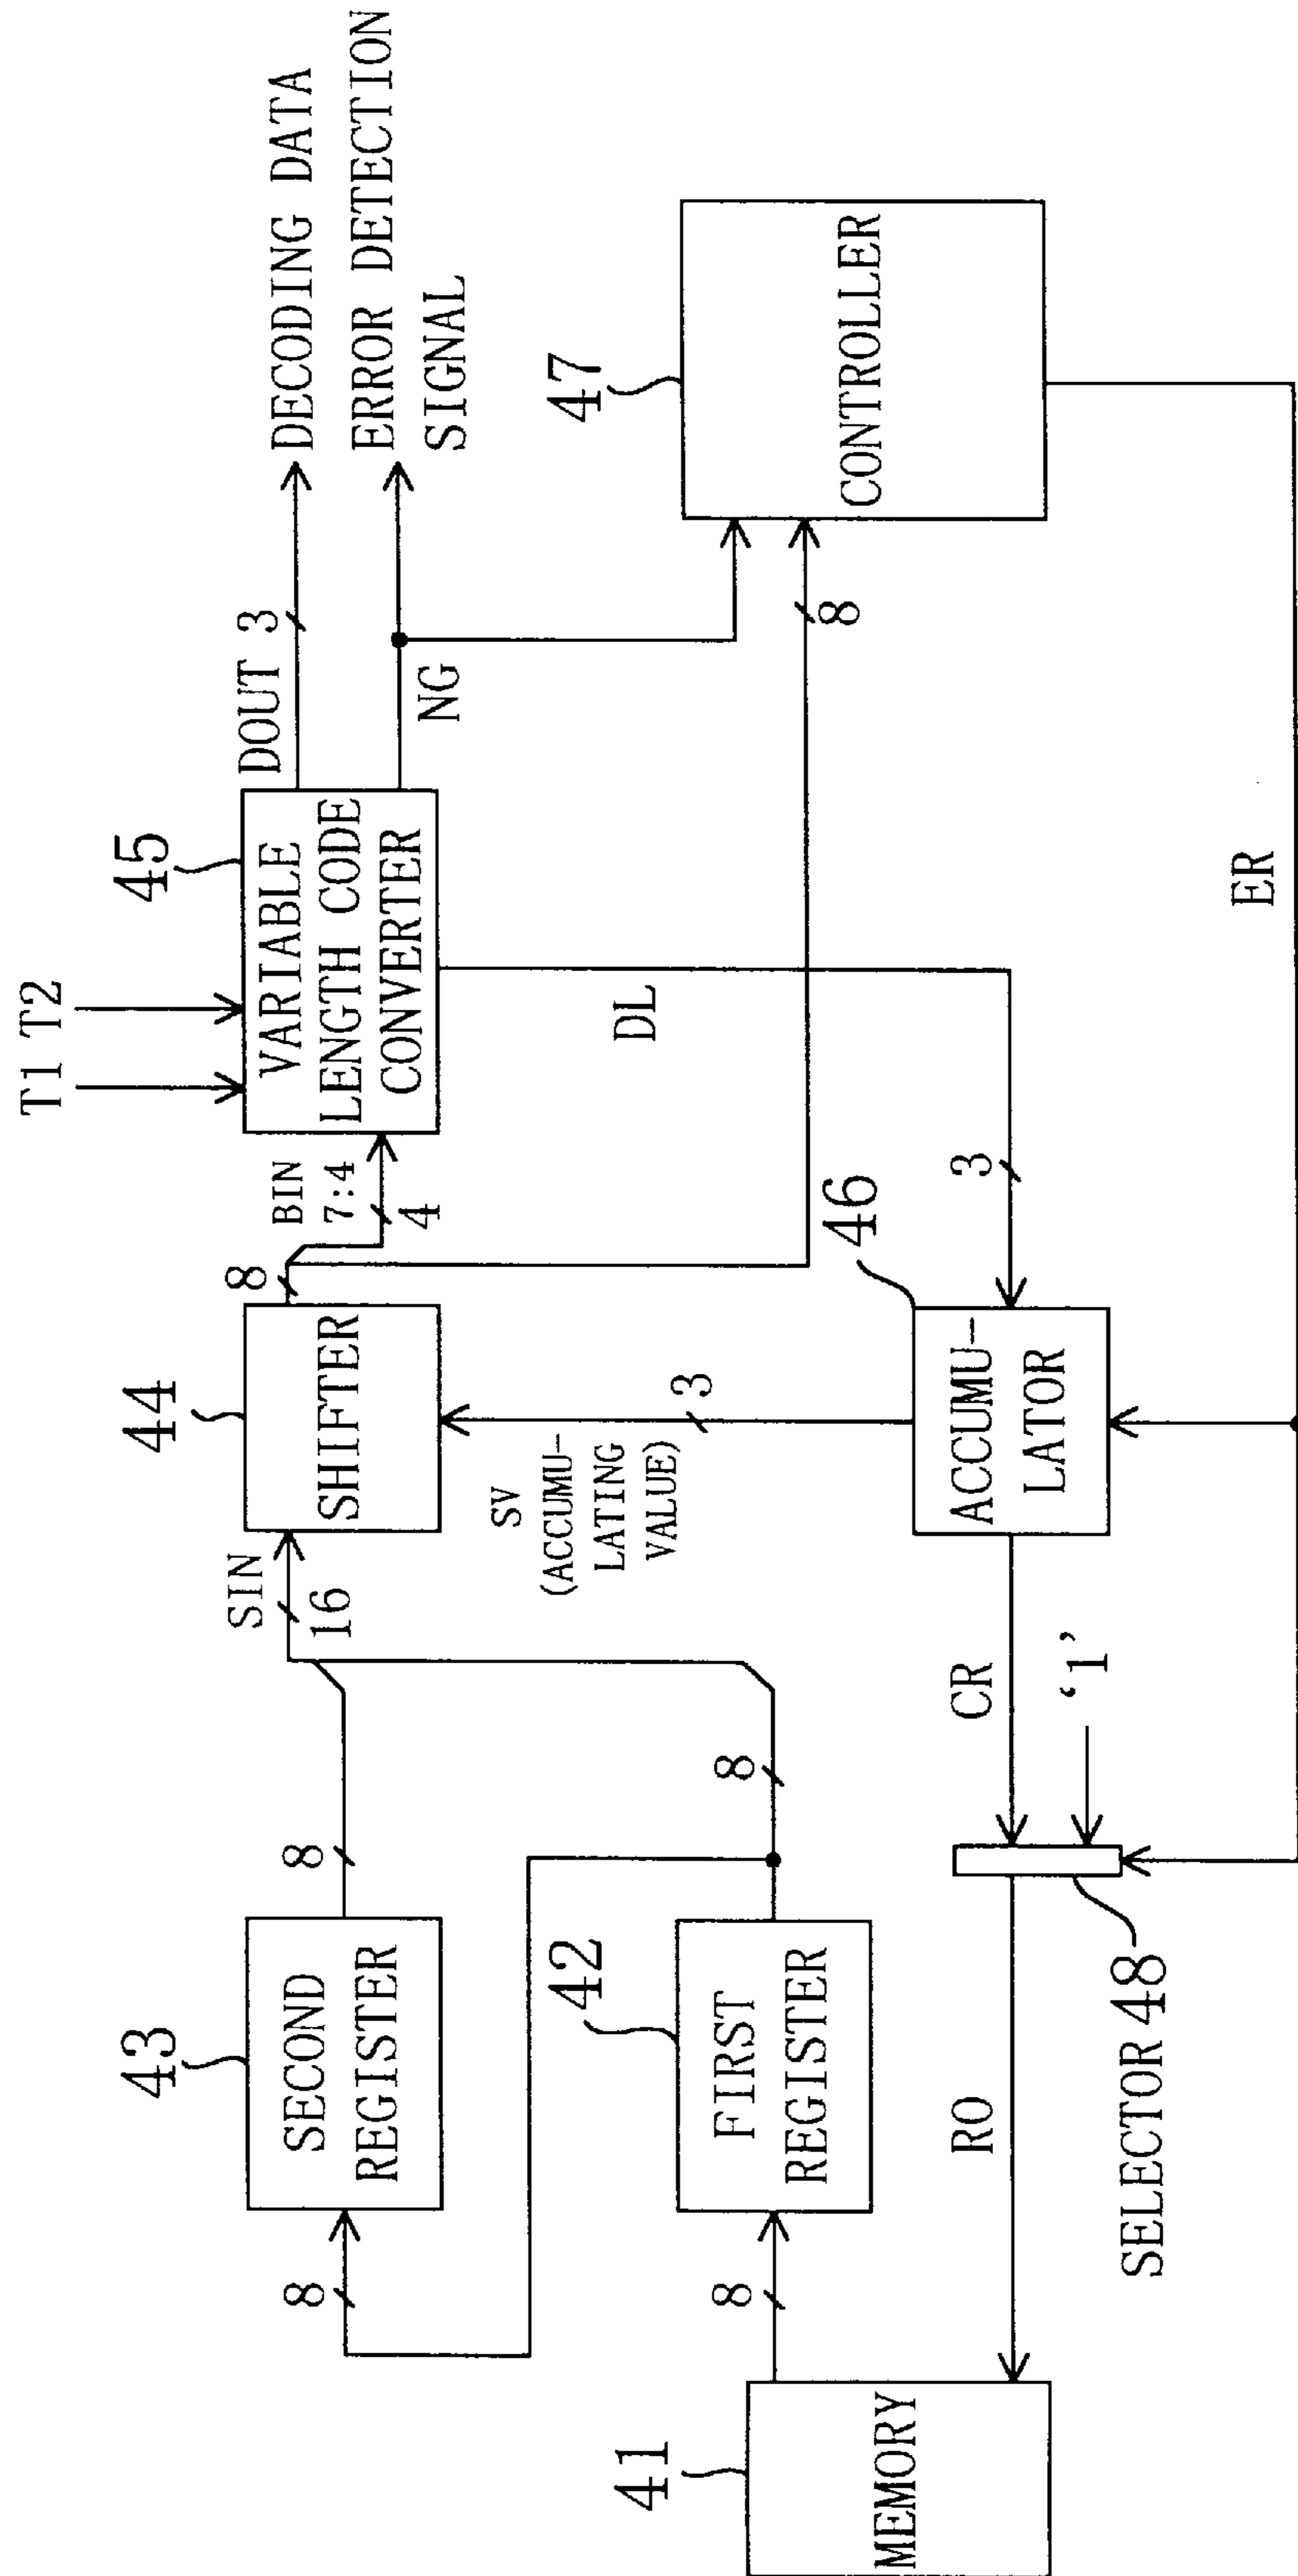 T1 T2
45
DOUT 3
DECODING DATA
ERROR DETECTION
SIGNAL
NG
VARIABLE
LENGTH CODE
CONVERTER
BIN
7:4
4
8
44
SHIFTER
SIN
16
43
SECOND
REGISTER
8
8
42
FIRST
REGISTER
8
8
41
MEMORY
SV
(ACCUMU-
LATING
VALUE)
3
DL
3
46
ACCUMU-
LATOR
47
CONTROLLER
8
CR
'1'
RO
SELECTOR 48
ER